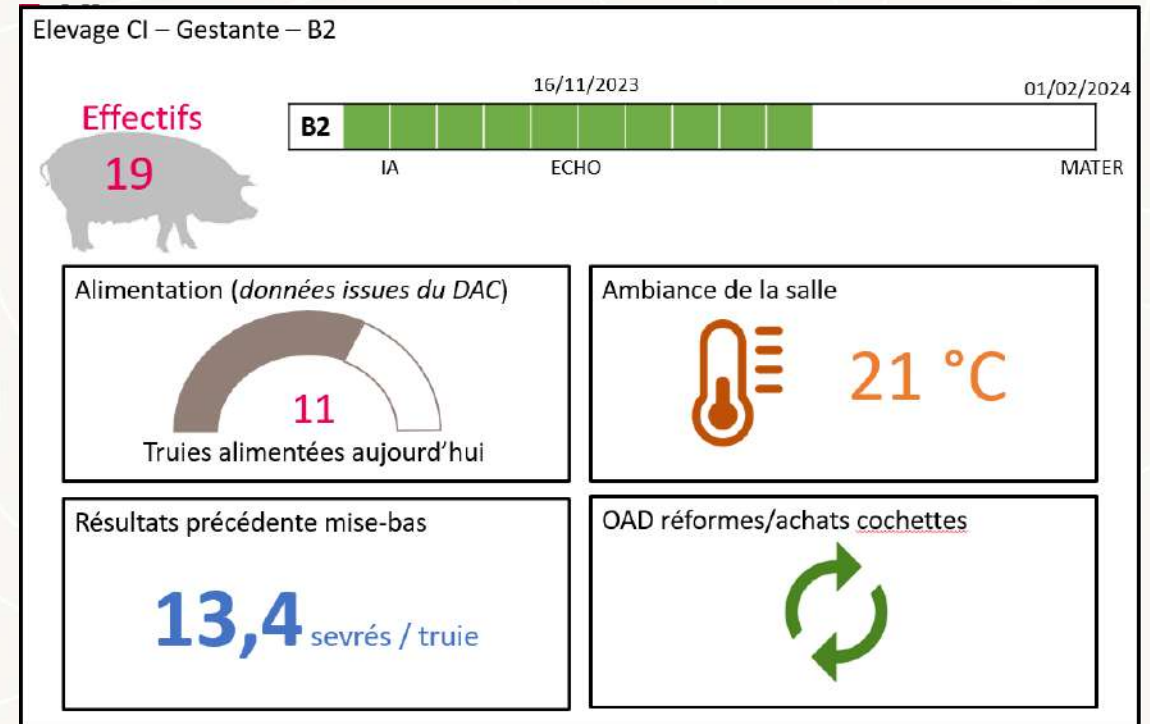 Elevage CI – Gestante – B2
16/11/2023
01/02/2024
Effectifs
19
B2
IA
ECHO
MATER
Alimentation (données issues du DAC)
11
Truies alimentées aujourd'hui
Ambiance de la salle
21 °C
Résultats précédente mise-bas
13,4 sevrés / truie
OAD réformes/achats cochettes